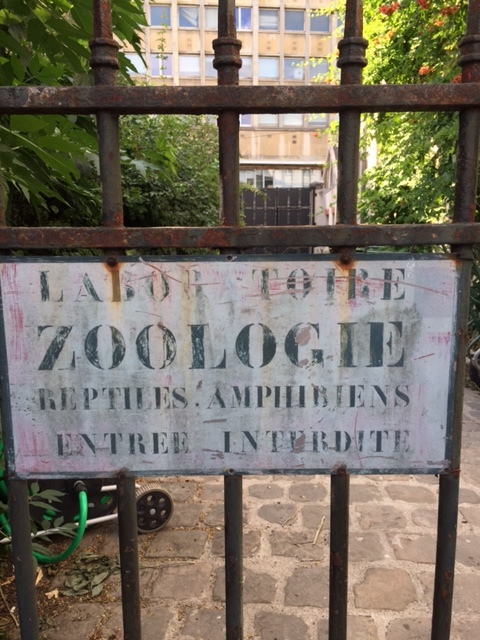 LABORATOIRE
ZOOLOGIE
REPTILES. AMPHIBIENS
ENTREE INTERDITE